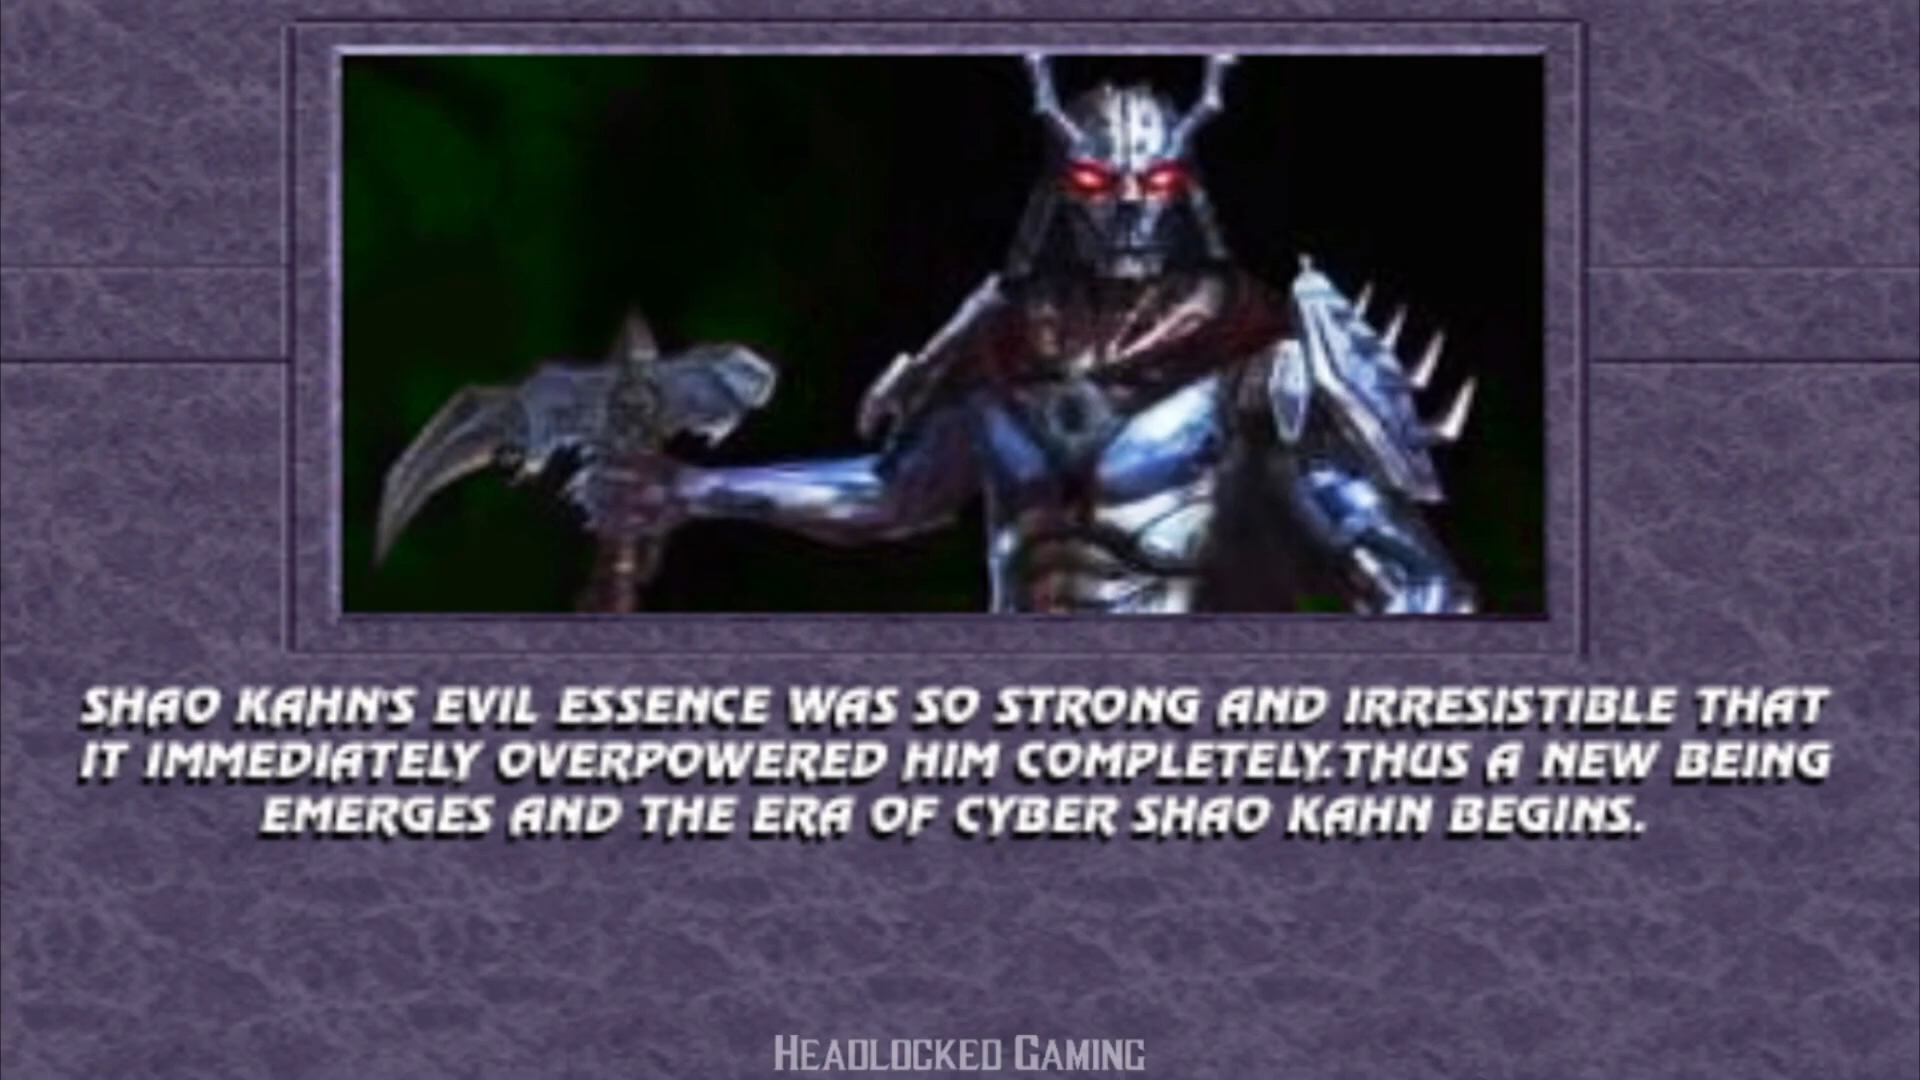 SHAO KAHN'S EVIL ESSENCE WAS SO STRONG AND IRRESISTIBLE THAT
IT IMMEDIATELY OVERPOWERED HIM COMPLETELY.THUS A NEW BEING
EMERGES AND THE ERA OF CYBER SHAO KAHN BEGINS.
HEADLOCKED GAMING